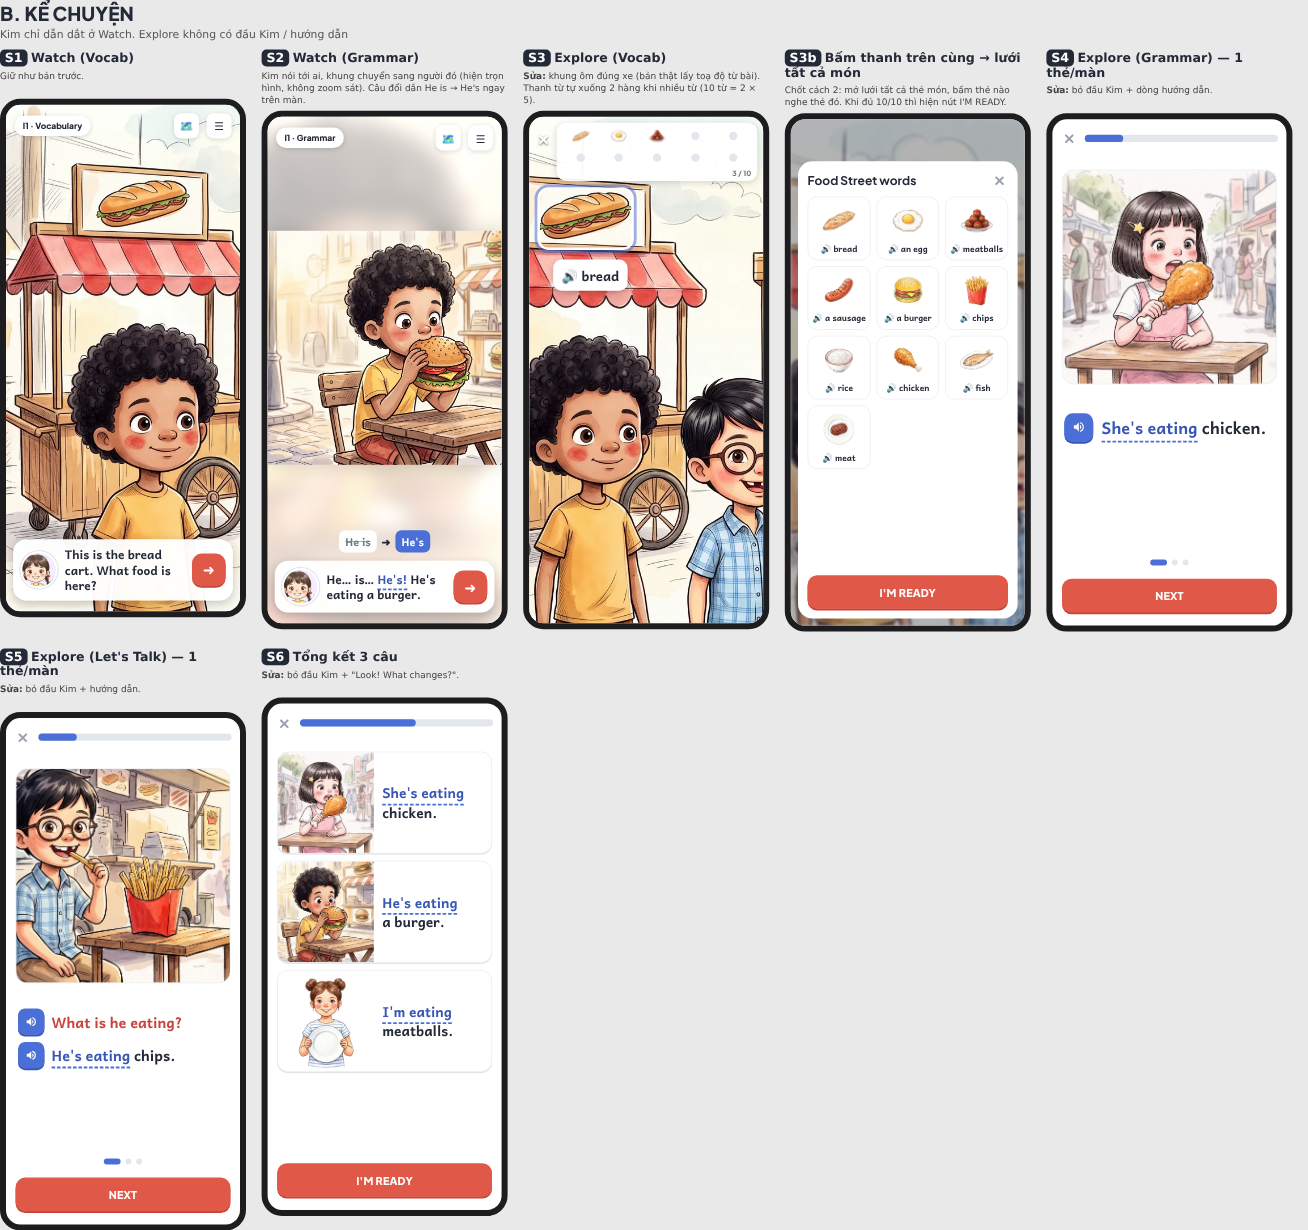 B. KỂ CHUYỆN
Kim chỉ dẫn dắt ở Watch. Explore không có đầu Kim / hướng dẫn
S1 Watch (Vocab)
Giữ như bản trước.
I1 · Vocabulary
This is the bread
cart. What food is
here?
S2 Watch (Grammar)
Kim nói tới ai, khung chuyển sang người đó (hiện trọn
hình, không zoom sát). Câu đổi dần He is → He's ngay
trên màn.
I1 · Grammar
He is → He's
He... is... He's! He's
eating a burger.
S3 Explore (Vocab)
Sửa: khung ôm đúng xe (bán thật lấy toạ độ từ bài).
Thanh từ tự xuống 2 hàng khi nhiều từ (10 từ = 2 ×
5).
3 / 10
bread
S3b Bấm thanh trên cùng → lưới
tất cả món
Chốt cách 2: mở lưới tất cả thẻ món, bấm thẻ nào
nghe thẻ đó. Khi đủ 10/10 thì hiện nút I'M READY.
Food Street words
bread
an egg
meatballs
a sausage
a burger
chips
rice
chicken
fish
meat
I'M READY
S4 Explore (Grammar) — 1
thẻ/màn
Sửa: bỏ đầu Kim + dòng hướng dẫn.
She's eating chicken.
NEXT
S5 Explore (Let's Talk) — 1
thẻ/màn
Sửa: bỏ đầu Kim + hướng dẫn.
What is he eating?
He's eating chips.
NEXT
S6 Tổng kết 3 câu
Sửa: bỏ đầu Kim + "Look! What changes?".
She's eating
chicken.
He's eating
a burger.
I'm eating
meatballs.
I'M READY